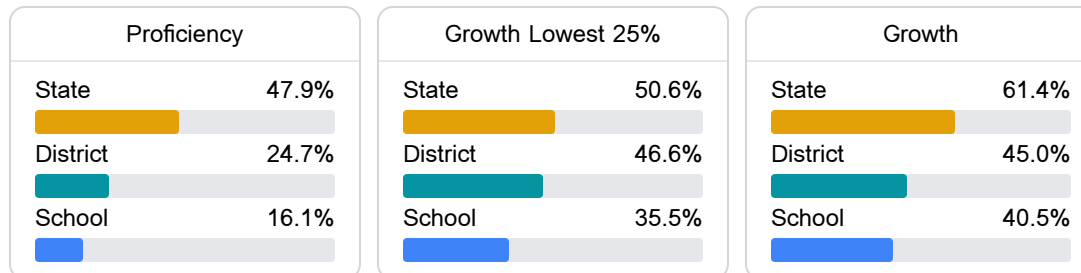 Proficiency
State 47.9%
District 24.7%
School 16.1%
Growth Lowest 25%
State 50.6%
District 46.6%
School 35.5%
Growth
State 61.4%
District 45.0%
School 40.5%